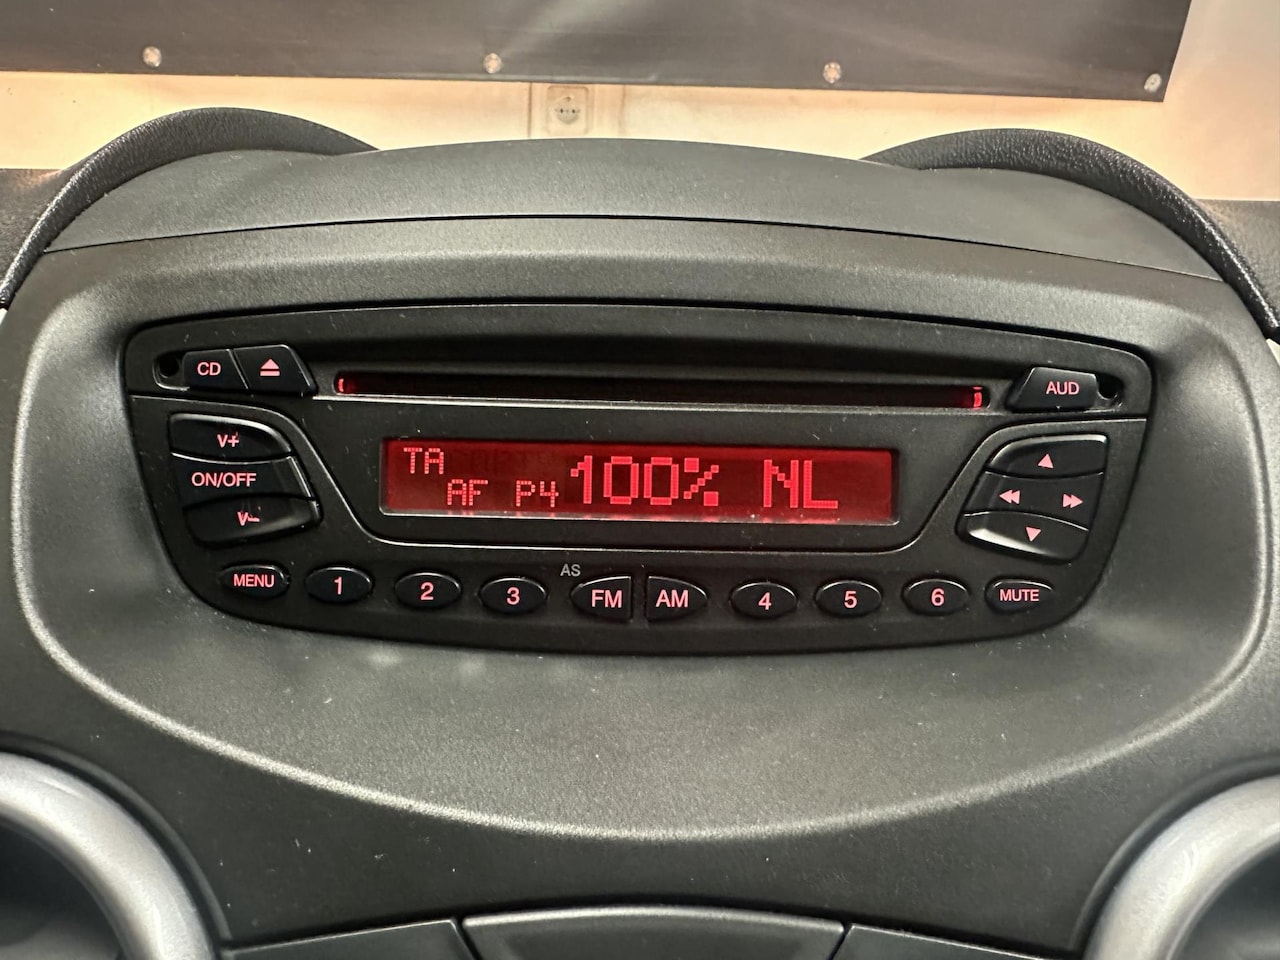 CD
AUD
V+
ON/OFF
V-
TA
AF P4 100% NL
MENU 1 2 3 AS FM AM 4 5 6 MUTE